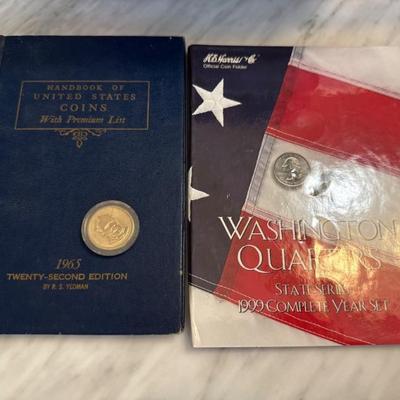 HANDBOOK OF
UNITED STATES
COINS
With Premium List
1965
TWENTY-SECOND EDITION
BY R. S. YEOMAN
H.E. Harris & Co.
Official Coin Folder
WASHINGTON
QUARTERS
STATE SERIES
1999 COMPLETE YEAR SET